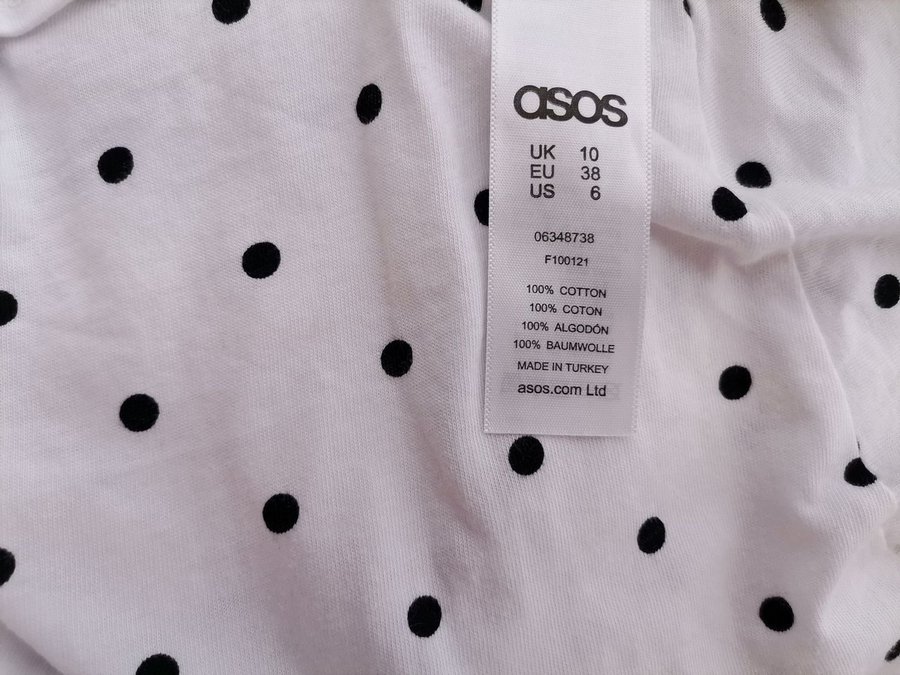 asos
UK 10
EU 38
US 6
06348738
F100121
100% COTTON
100% COTON
100% ALGODÓN
100% BAUMWOLLE
MADE IN TURKEY
asos.com Ltd